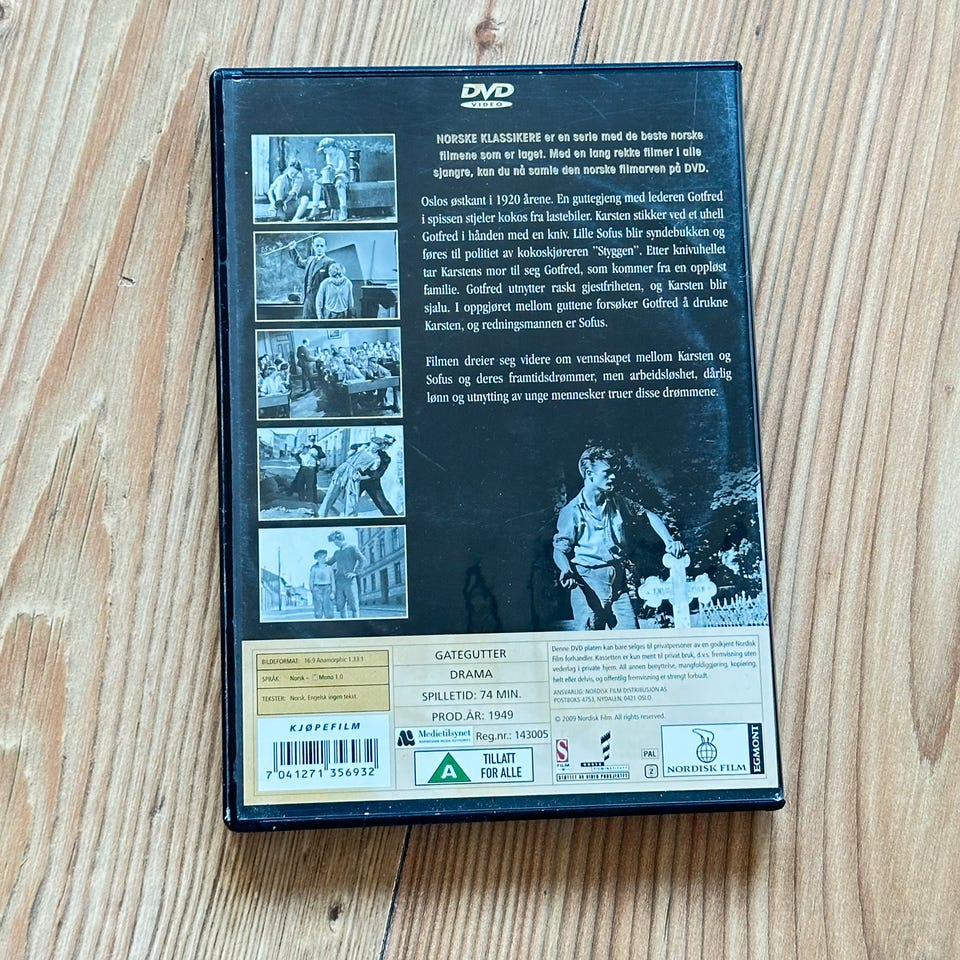 DVD
VIDEO
NORSKE KLASSIKERE er en serie med de beste norske
filmene som er laget. Med en lang rekke filmer i alle
sjangre, kan du nå samle den norske filmarven på DVD.
Oslos østkant i 1920 årene. En guttegjeng med lederen Gotfred
i spissen stjeler kokos fra lastebiler. Karsten stikker ved et uhell
Gotfred i hånden med en kniv. Lille Sofus blir syndebukken og
føres til politiet av kokoskjøreren ”Styggen”. Etter knivuhellet
tar Karstens mor til seg Gotfred, som kommer fra en oppløst
familie. Gotfred utnytter raskt gjestfriheten, og Karsten blir
sjalu. I oppgjøret mellom guttene forsøker Gotfred å drukne
Karsten, og redningsmannen er Sofus.
Filmen dreier seg videre om vennskapet mellom Karsten og
Sofus og deres framtidsdrømmer, men arbeidsløshet, dårlig
lønn og utnytting av unge mennesker truer disse drømmene.
BILDEFORMAT: 16:9 Anamorphic 1.33:1
SPRÅK: Norsk – Mono 1.0
TEKSTER: Norsk. Engelsk ingen tekst.
KJØPEFILM
7 041271 356932
GATEGUTTER
DRAMA
SPILLETID: 74 MIN.
PROD.ÅR: 1949
Medietilsynet
NORWEGIAN MEDIA AUTHORITY
Reg.nr.: 143005
A
TILLATT
FOR ALLE
Denne DVD platen kan bare selges til privatpersoner av en godkjent Nordisk
Film forhandler. Kassetten er kun ment til privat bruk, d.v.s. fremvisning uten
vederlag i private hjem. All annen benyttelse, mangfoldiggjøring, kopiering,
helt eller delvis, og offentlig fremvisning er strengt forbudt.
ANSVARLIG: NORDISK FILM DISTRIBUSJON AS
POSTBOKS 4753, NYDALEN, 0421 OSLO.
© 2009 Nordisk Film. All rights reserved.
S
FILM
NORSK
FILMINSTITUTT
STØTTET AV VIDEO PROSJEKTET
PAL
2
NORDISK FILM
EGMONT